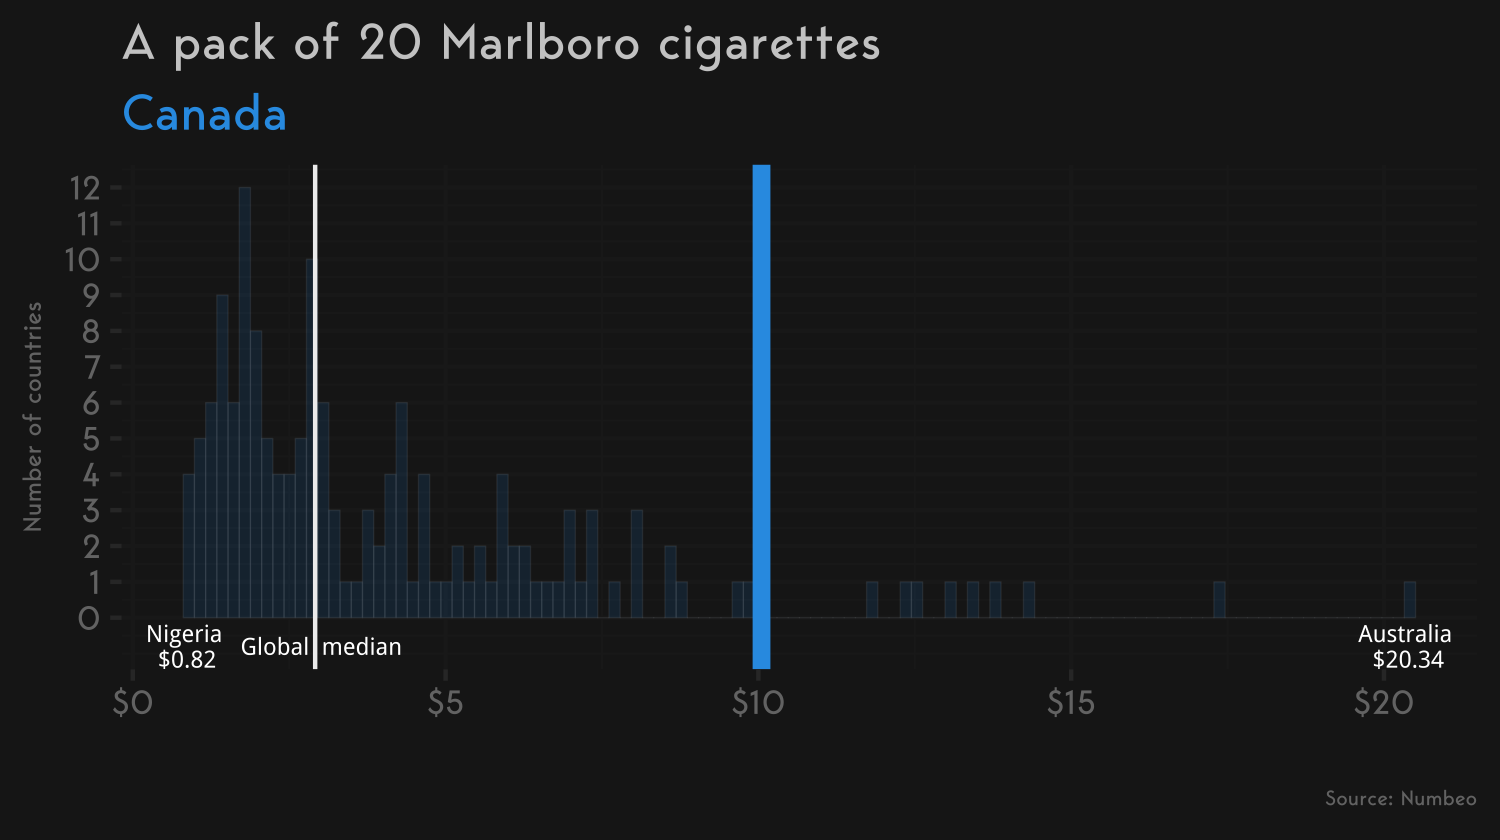 A pack of 20 Marlboro cigarettes
Canada
Number of countries
12
11
10
9
8
7
6
5
4
3
2
1
0
Nigeria
$0.82
Global median
Australia
$20.34
$0 $5 $10 $15 $20
Source: Numbeo